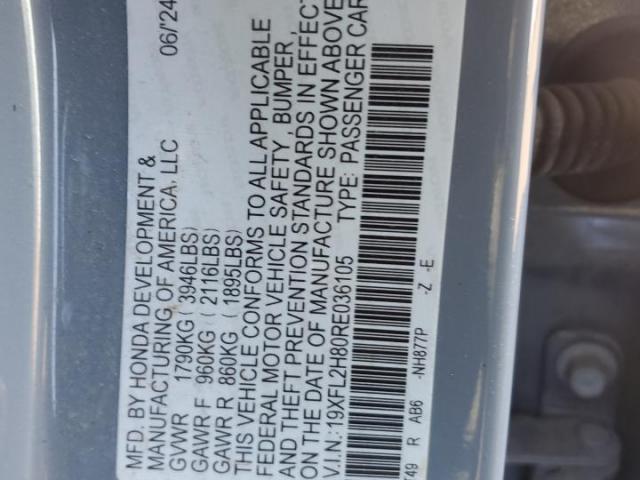 MFD. BY HONDA DEVELOPMENT & 06/'24
MANUFACTURING OF AMERICA, LLC
GVWR 1790KG ( 3946LBS)
GAWR F 960KG ( 2116LBS)
GAWR R 860KG ( 1895LBS)
THIS VEHICLE CONFORMS TO ALL APPLICABLE
FEDERAL MOTOR VEHICLE SAFETY, BUMPER,
AND THEFT PREVENTION STANDARDS IN EFFECT
ON THE DATE OF MANUFACTURE SHOWN ABOVE
V.I.N.:19XFL2H80RE036105 TYPE: PASSENGER CAR
T49 R AB6 -NH877P -Z -E